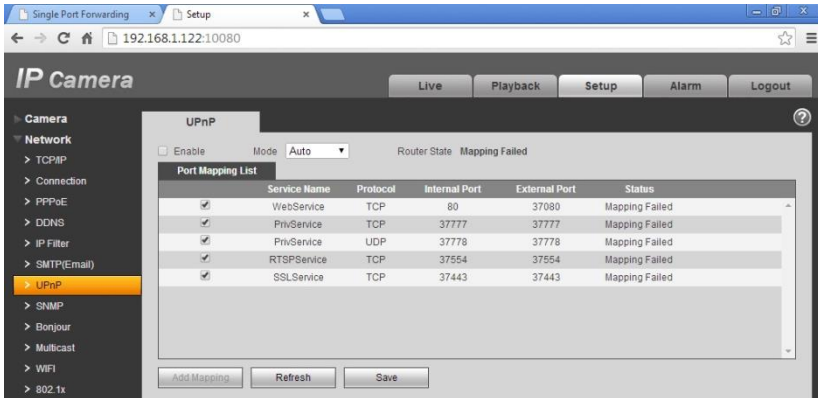 Single Port Forwarding Setup
192.168.1.122:10080
IP Camera
Live Playback Setup Alarm Logout
Camera
Network
TCP/IP
Connection
PPPoE
DDNS
IP Filter
SMTP(Email)
UPnP
SNMP
Bonjour
Multicast
WIFI
802.1x
UPnP
Enable Mode Auto Router State Mapping Failed
Port Mapping List
Service Name Protocol Internal Port External Port Status
WebService TCP 80 37080 Mapping Failed
PrivService TCP 37777 37777 Mapping Failed
PrivService UDP 37778 37778 Mapping Failed
RTSPService TCP 37554 37554 Mapping Failed
SSLService TCP 37443 37443 Mapping Failed
Add Mapping Refresh Save